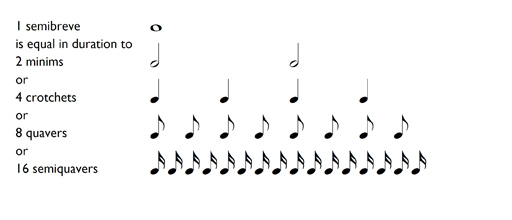 1 semibreve
is equal in duration to
2 minims
or
4 crotchets
or
8 quavers
or
16 semiquavers